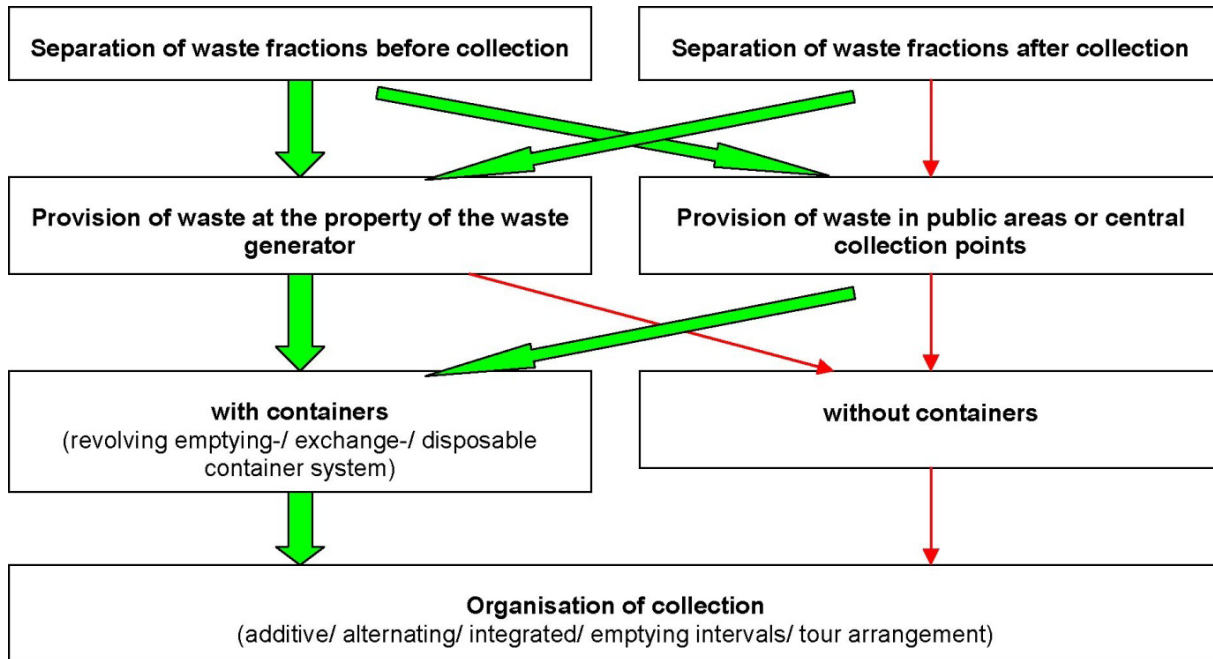 Separation of waste fractions before collection
Separation of waste fractions after collection
Provision of waste at the property of the waste
generator
Provision of waste in public areas or central
collection points
with containers
(revolving emptying-/ exchange-/ disposable
container system)
without containers
Organisation of collection
(additive/ alternating/ integrated/ emptying intervals/ tour arrangement)